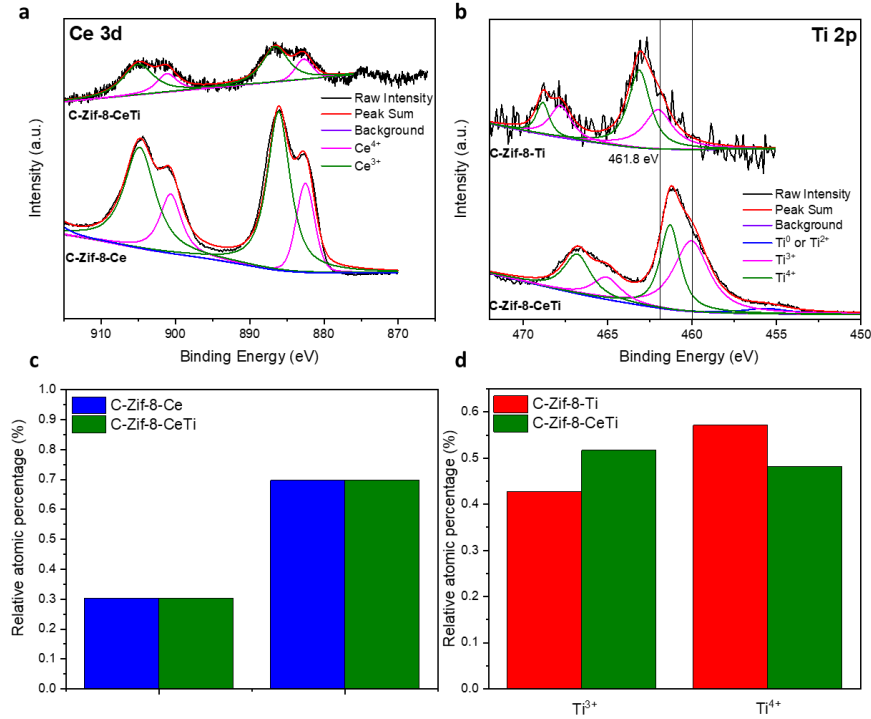 a
Ce 3d
C-Zif-8-CeTi
Raw Intensity
Peak Sum
Background
Ce⁴⁺
Ce³⁺
C-Zif-8-Ce
Intensity (a.u.)
910 900 890 880 870
Binding Energy (eV)
b
Ti 2p
C-Zif-8-Ti
461.8 eV
Raw Intensity
Peak Sum
Background
Ti⁰ or Ti²⁺
Ti³⁺
Ti⁴⁺
C-Zif-8-CeTi
Intensity (a.u.)
470 465 460 455 450
Binding Energy (eV)
c
C-Zif-8-Ce
C-Zif-8-CeTi
Relative atomic percentage (%)
1.0
0.9
0.8
0.7
0.6
0.5
0.4
0.3
0.2
0.1
0.0
d
C-Zif-8-Ti
C-Zif-8-CeTi
Relative atomic percentage (%)
0.6
0.5
0.4
0.3
0.2
0.1
0.0
Ti³⁺ Ti⁴⁺